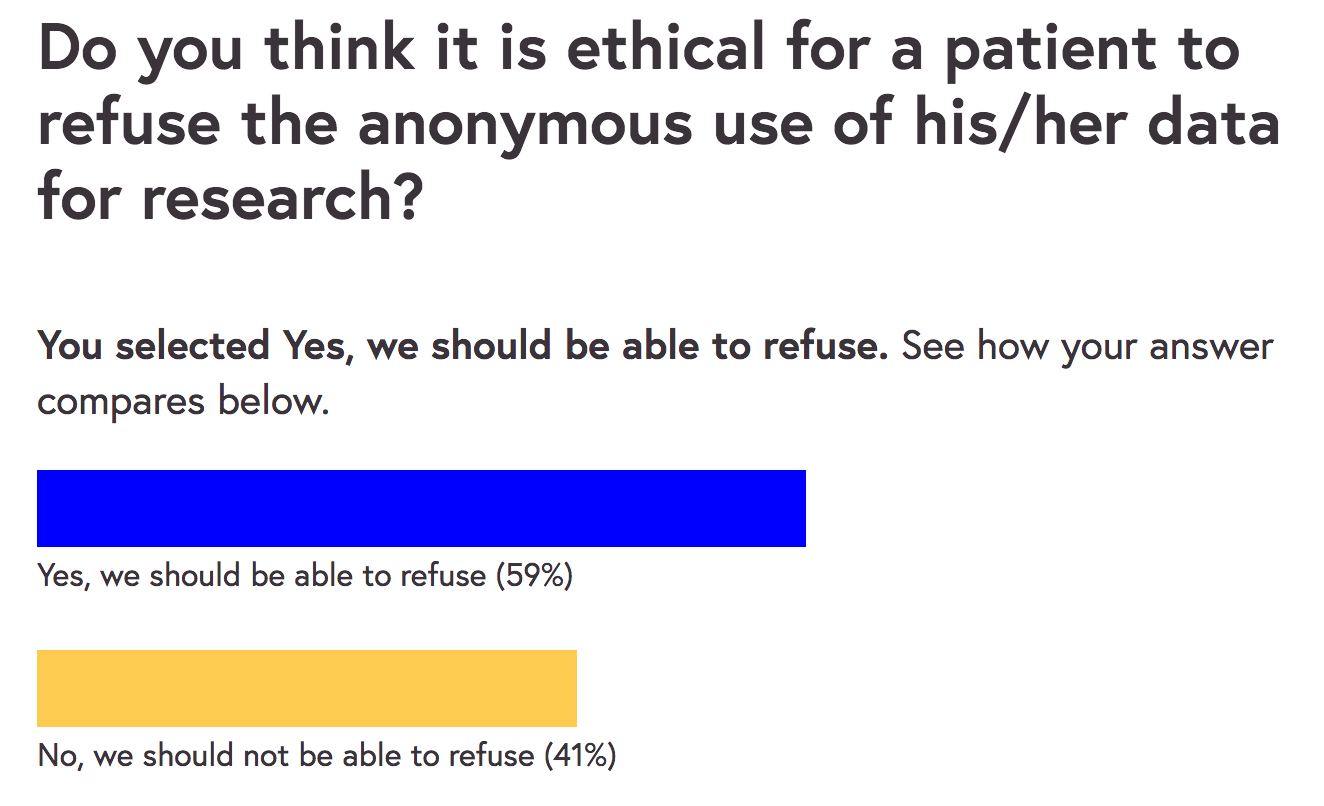 Do you think it is ethical for a patient to
refuse the anonymous use of his/her data
for research?
You selected Yes, we should be able to refuse. See how your answer
compares below.
Yes, we should be able to refuse (59%)
No, we should not be able to refuse (41%)